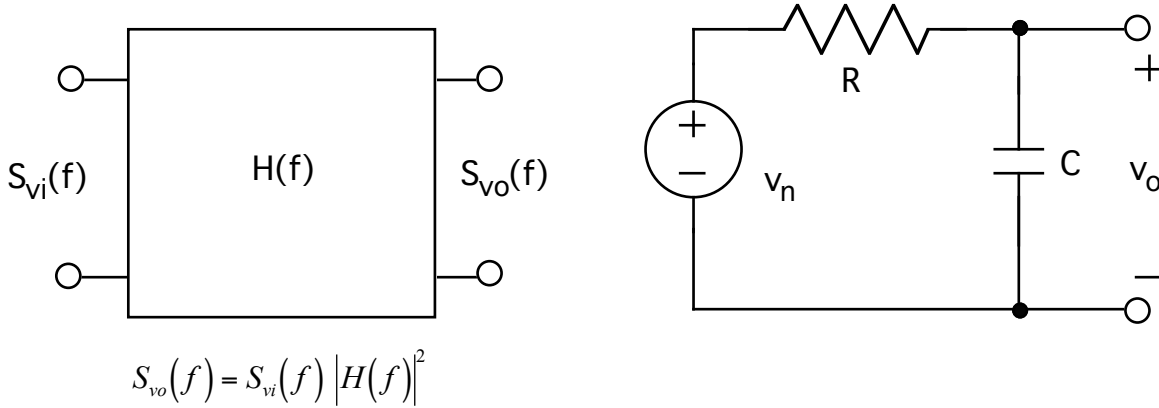 S_vi(f)
H(f)
S_vo(f)
S_vo(f) = S_vi(f) |H(f)|^2
R
+
−
v_n
C
+
v_o
−